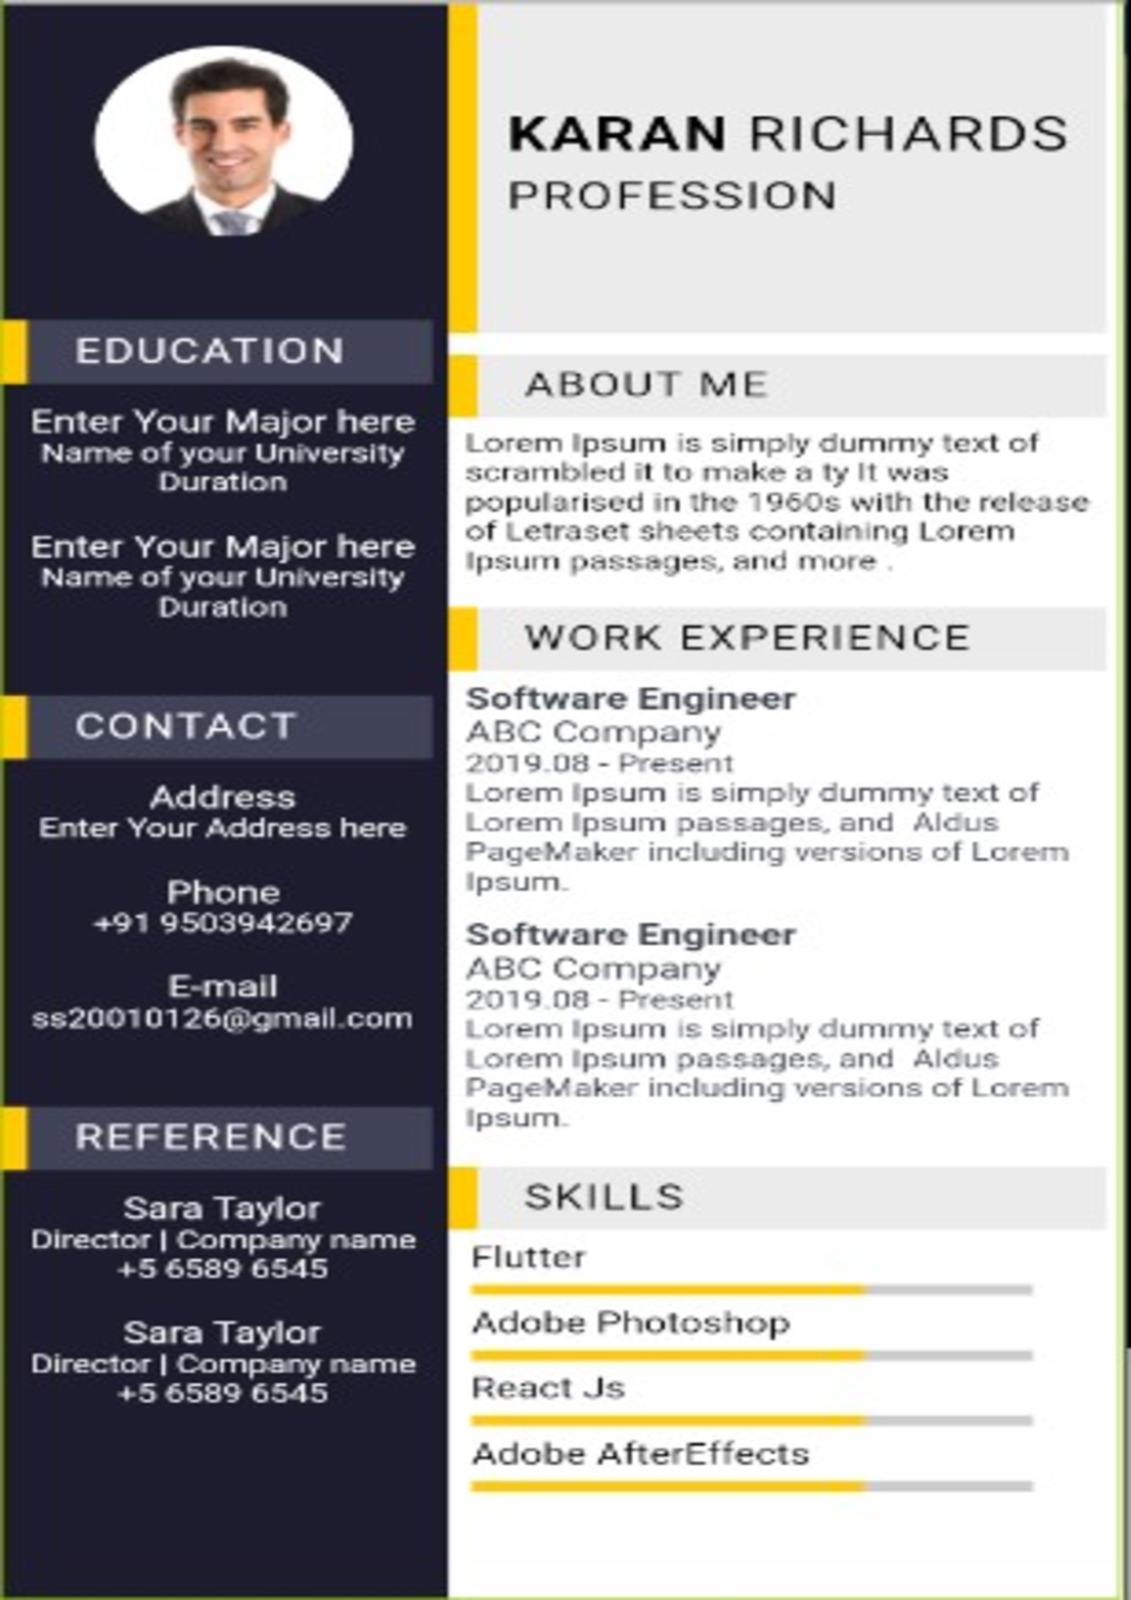 KARAN RICHARDS
PROFESSION
EDUCATION
Enter Your Major here
Name of your University
Duration
Enter Your Major here
Name of your University
Duration
CONTACT
Address
Enter Your Address here
Phone
+91 9503942697
E-mail
ss20010126@gmail.com
REFERENCE
Sara Taylor
Director | Company name
+5 6589 6545
Sara Taylor
Director | Company name
+5 6589 6545
ABOUT ME
Lorem Ipsum is simply dummy text of
scrambled it to make a ty It was
popularised in the 1960s with the release
of Letraset sheets containing Lorem
Ipsum passages, and more .
WORK EXPERIENCE
Software Engineer
ABC Company
2019.08 - Present
Lorem Ipsum is simply dummy text of
Lorem Ipsum passages, and  Aldus
PageMaker including versions of Lorem
Ipsum.
Software Engineer
ABC Company
2019.08 - Present
Lorem Ipsum is simply dummy text of
Lorem Ipsum passages, and  Aldus
PageMaker including versions of Lorem
Ipsum.
SKILLS
Flutter
Adobe Photoshop
React Js
Adobe AfterEffects